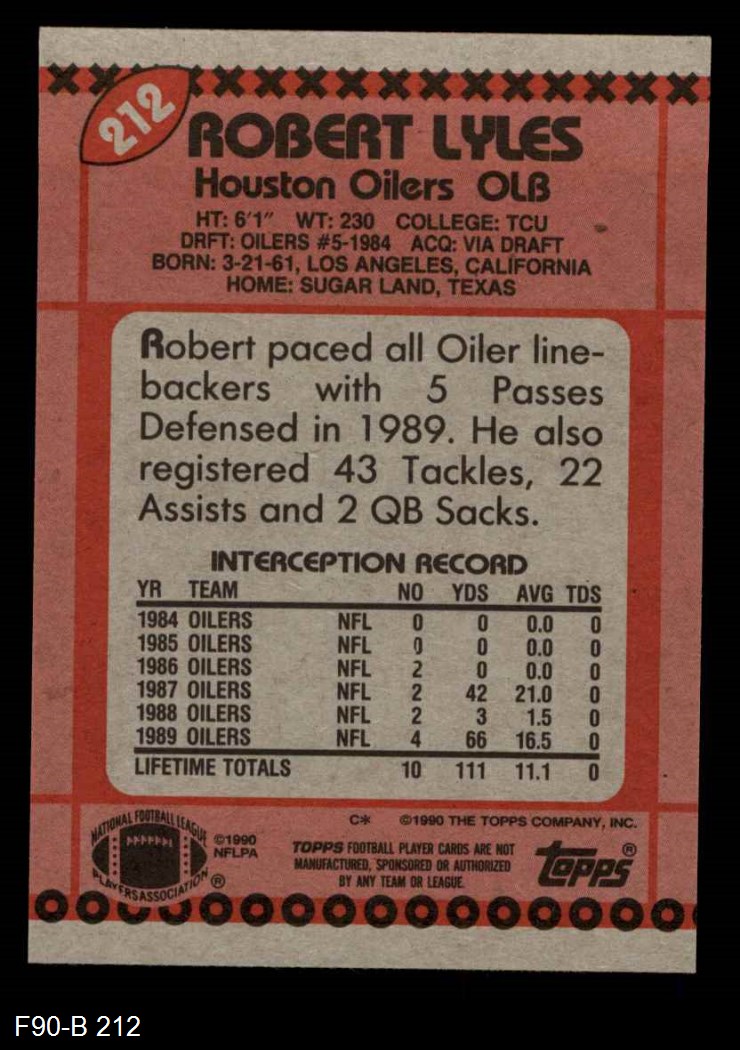 212
ROBERT LYLES
Houston Oilers OLB
HT: 6'1" WT: 230 COLLEGE: TCU
DRFT: OILERS #5-1984 ACQ: VIA DRAFT
BORN: 3-21-61, LOS ANGELES, CALIFORNIA
HOME: SUGAR LAND, TEXAS
Robert paced all Oiler line-
backers with 5 Passes
Defensed in 1989. He also
registered 43 Tackles, 22
Assists and 2 QB Sacks.
INTERCEPTION RECORD
YR TEAM NO YDS AVG TDS
1984 OILERS NFL 0 0 0.0 0
1985 OILERS NFL 0 0 0.0 0
1986 OILERS NFL 2 0 0.0 0
1987 OILERS NFL 2 42 21.0 0
1988 OILERS NFL 2 3 1.5 0
1989 OILERS NFL 4 66 16.5 0
LIFETIME TOTALS 10 111 11.1 0
NATIONAL FOOTBALL LEAGUE
PLAYERS ASSOCIATION ®
©1990
NFLPA
C* ©1990 THE TOPPS COMPANY, INC.
TOPPS FOOTBALL PLAYER CARDS ARE NOT
MANUFACTURED, SPONSORED OR AUTHORIZED
BY ANY TEAM OR LEAGUE.
topps®
F90-B 212